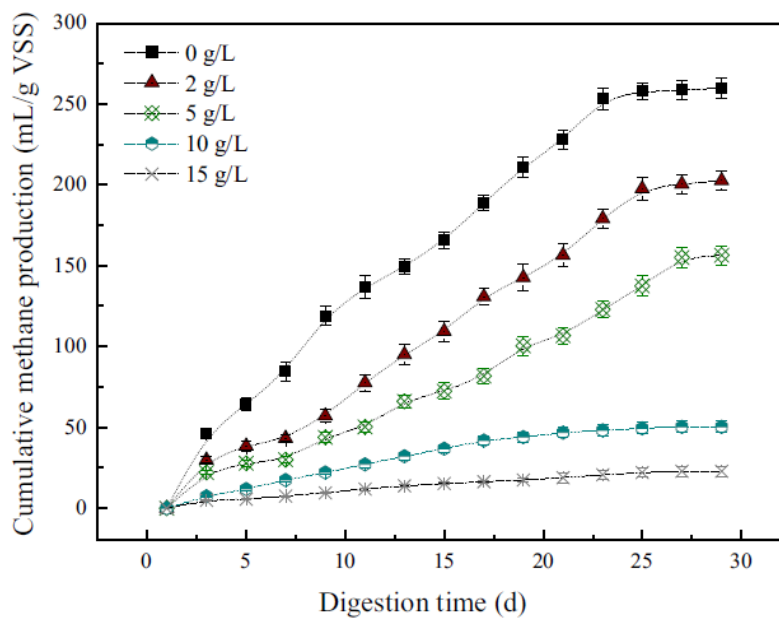 300
250
200
150
100
50
0
Cumulative methane production (mL/g VSS)
0 g/L
2 g/L
5 g/L
10 g/L
15 g/L
0 5 10 15 20 25 30
Digestion time (d)